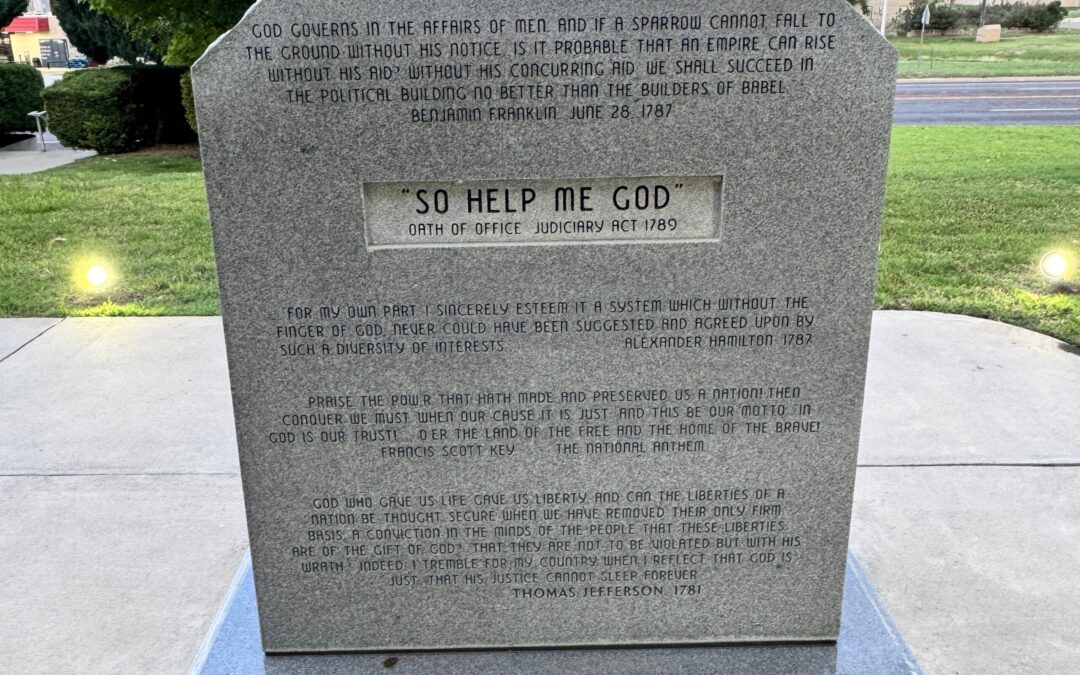 GOD GOVERNS IN THE AFFAIRS OF MEN. AND IF A SPARROW CANNOT FALL TO
THE GROUND WITHOUT HIS NOTICE, IS IT PROBABLE THAT AN EMPIRE CAN RISE
WITHOUT HIS AID? WITHOUT HIS CONCURRING AID, WE SHALL SUCCEED IN
THE POLITICAL BUILDING NO BETTER THAN THE BUILDERS OF BABEL
BENJAMIN FRANKLIN JUNE 28, 1787
"SO HELP ME GOD"
OATH OF OFFICE JUDICIARY ACT 1789
"FOR MY OWN PART I SINCERELY ESTEEM IT A SYSTEM WHICH WITHOUT THE
FINGER OF GOD, NEVER COULD HAVE BEEN SUGGESTED AND AGREED UPON BY
SUCH A DIVERSITY OF INTERESTS. ALEXANDER HAMILTON 1787
PRAISE THE POW,R THAT HATH MADE AND PRESERVED US A NATION! THEN
CONQUER WE MUST WHEN OUR CAUSE IT IS JUST AND THIS BE OUR MOTTO "IN
GOD IS OUR TRUST! O'ER THE LAND OF THE FREE AND THE HOME OF THE BRAVE!
FRANCIS SCOTT KEY THE NATIONAL ANTHEM
GOD WHO GAVE US LIFE GAVE US LIBERTY. AND CAN THE LIBERTIES OF A
NATION BE THOUGHT SECURE WHEN WE HAVE REMOVED THEIR ONLY FIRM
BASIS, A CONVICTION IN THE MINDS OF THE PEOPLE THAT THESE LIBERTIES
ARE OF THE GIFT OF GOD? THAT THEY ARE NOT TO BE VIOLATED BUT WITH HIS
WRATH? INDEED, I TREMBLE FOR MY COUNTRY WHEN I REFLECT THAT GOD IS
JUST THAT HIS JUSTICE CANNOT SLEEP FOREVER
THOMAS JEFFERSON, 1781